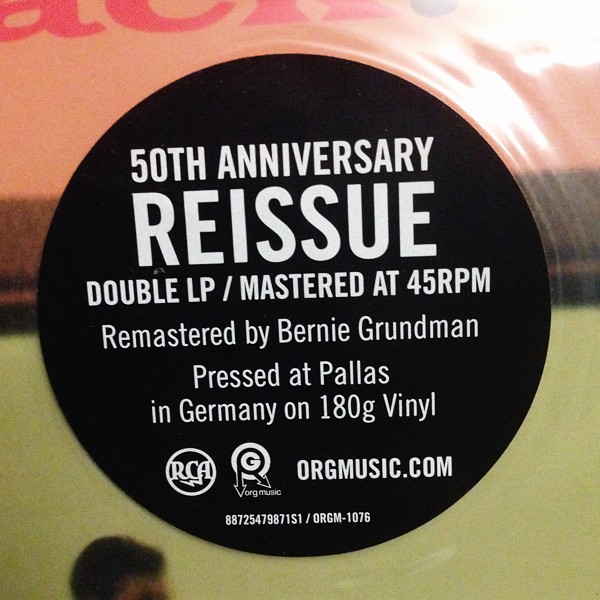 ack.
50TH ANNIVERSARY
REISSUE
DOUBLE LP / MASTERED AT 45RPM
Remastered by Bernie Grundman
Pressed at Pallas
in Germany on 180g Vinyl
RCA
G
org music
ORGMUSIC.COM
88725479871S1 / ORGM-1076